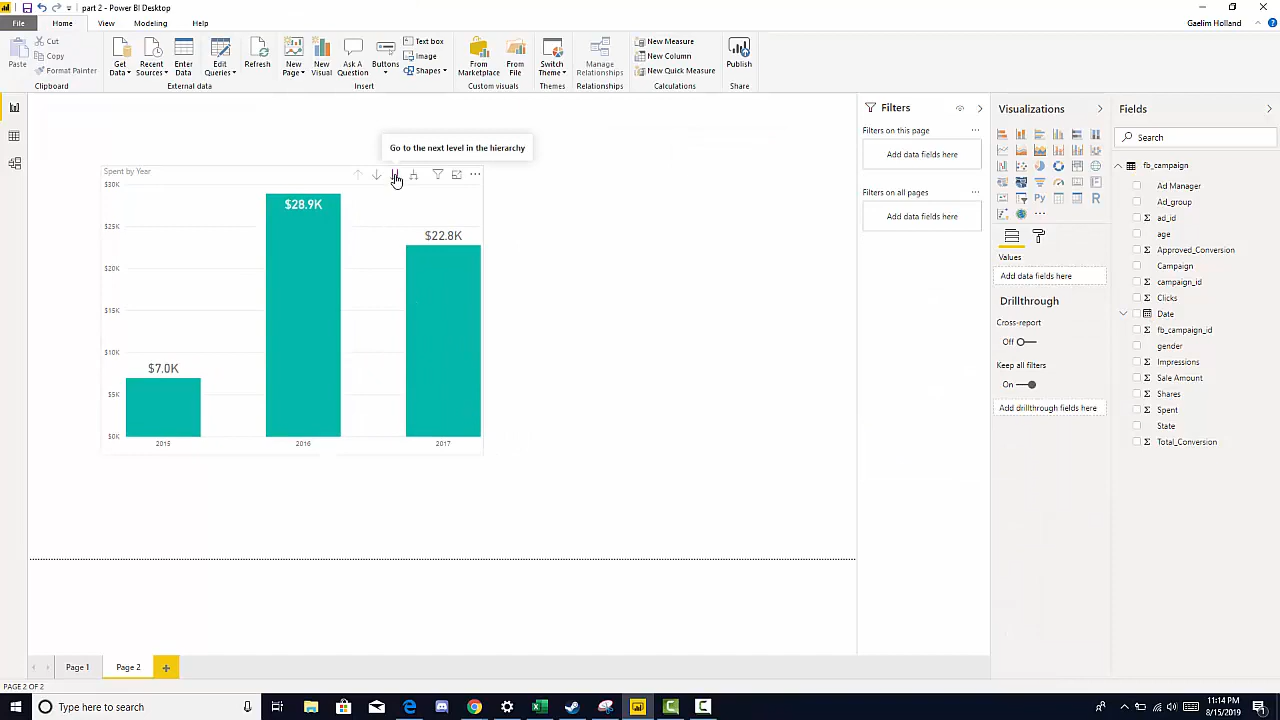 part 2 - Power BI Desktop
File
Home
View
Modeling
Help
Gaelim Holland
Paste
Cut
Copy
Format Painter
Clipboard
Get
Data
Recent
Sources
Enter
Data
Edit
Queries
Refresh
External data
New
Page
New
Visual
Ask A
Question
Buttons
Text box
Image
Shapes
Insert
From
Marketplace
From
File
Custom visuals
Switch
Theme
Themes
Manage
Relationships
Relationships
New Measure
New Column
New Quick Measure
Calculations
Publish
Share
Go to the next level in the hierarchy
Spent by Year
$30K
$25K
$20K
$15K
$10K
$5K
$0K
$7.0K
$28.9K
$22.8K
2015
2016
2017
Filters
Filters on this page
Add data fields here
Filters on all pages
Add data fields here
Visualizations
Py
R
Values
Add data fields here
Drillthrough
Cross-report
Off
Keep all filters
On
Add drillthrough fields here
Fields
Search
fb_campaign
Ad Manager
Ad_group
Σ ad_id
age
Σ Approved_Conversion
Campaign
Σ campaign_id
Σ Clicks
Date
Σ fb_campaign_id
gender
Σ Impressions
Σ Sale Amount
Σ Shares
Σ Spent
State
Σ Total_Conversion
Page 1
Page 2
PAGE 2 OF 2
Type here to search
11:14 PM
8/15/2019